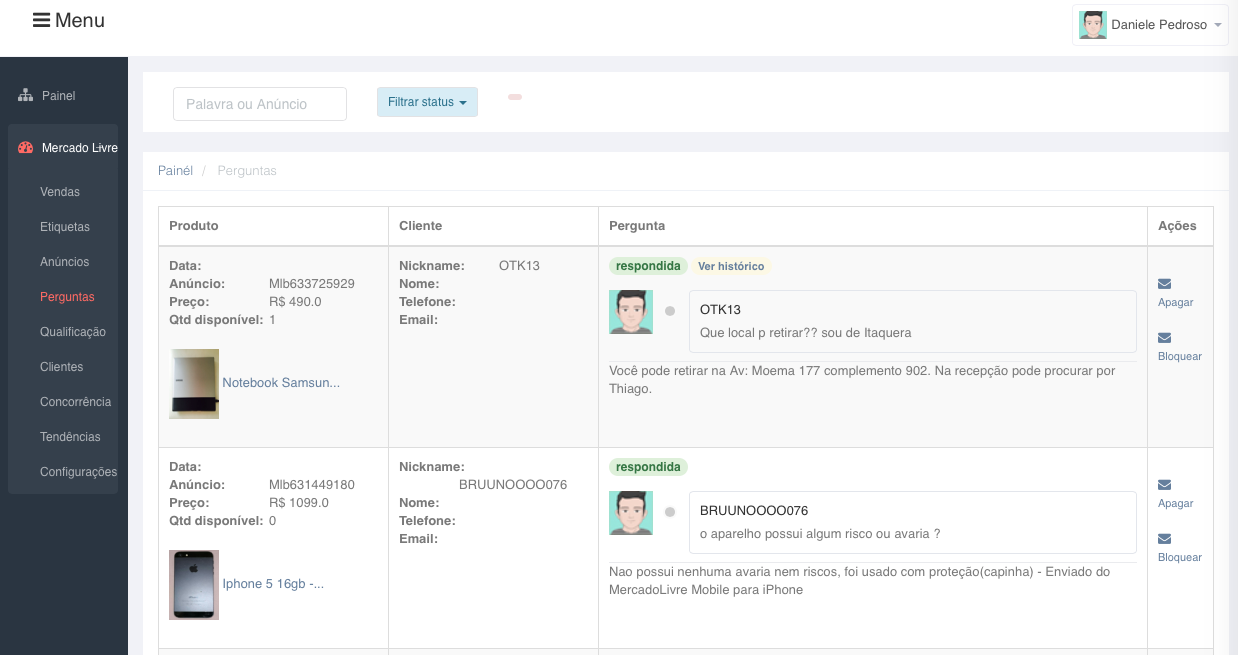 Menu
Daniele Pedroso
Painel
Mercado Livre
Vendas
Etiquetas
Anúncios
Perguntas
Qualificação
Clientes
Concorrência
Tendências
Configurações
Palavra ou Anúncio
Filtrar status
Painél / Perguntas
Produto
Cliente
Pergunta
Ações
Data:
Anúncio: Mlb633725929
Preço: R$ 490.0
Qtd disponível: 1
Notebook Samsun...
Nickname: OTK13
Nome:
Telefone:
Email:
respondida Ver histórico
OTK13
Que local p retirar?? sou de Itaquera
Você pode retirar na Av: Moema 177 complemento 902. Na recepção pode procurar por
Thiago.
Apagar
Bloquear
Data:
Anúncio: Mlb631449180
Preço: R$ 1099.0
Qtd disponível: 0
Iphone 5 16gb -...
Nickname:
BRUUNOOOO076
Nome:
Telefone:
Email:
respondida
BRUUNOOOO076
o aparelho possui algum risco ou avaria ?
Nao possui nenhuma avaria nem riscos, foi usado com proteção(capinha) - Enviado do
MercadoLivre Mobile para iPhone
Apagar
Bloquear